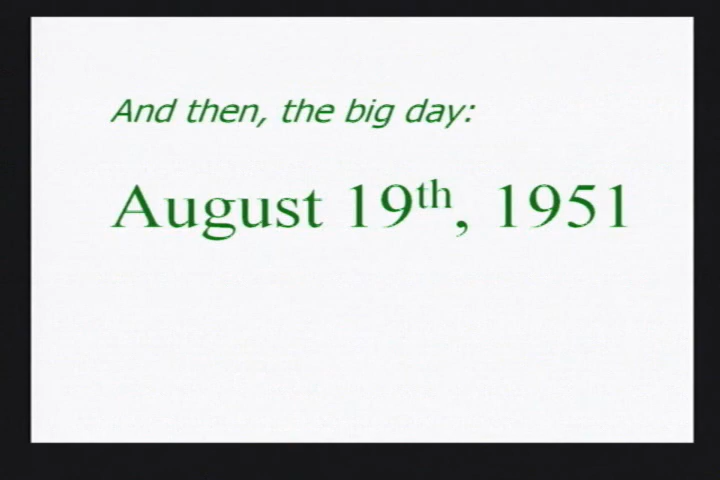 And then, the big day:
August 19th, 1951